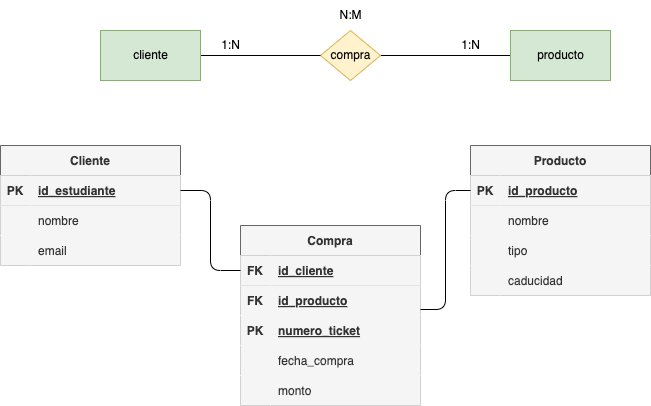 N:M
cliente
1:N
compra
1:N
producto
Cliente
PK id_estudiante
nombre
email
Compra
FK id_cliente
FK id_producto
PK numero_ticket
fecha_compra
monto
Producto
PK id_producto
nombre
tipo
caducidad